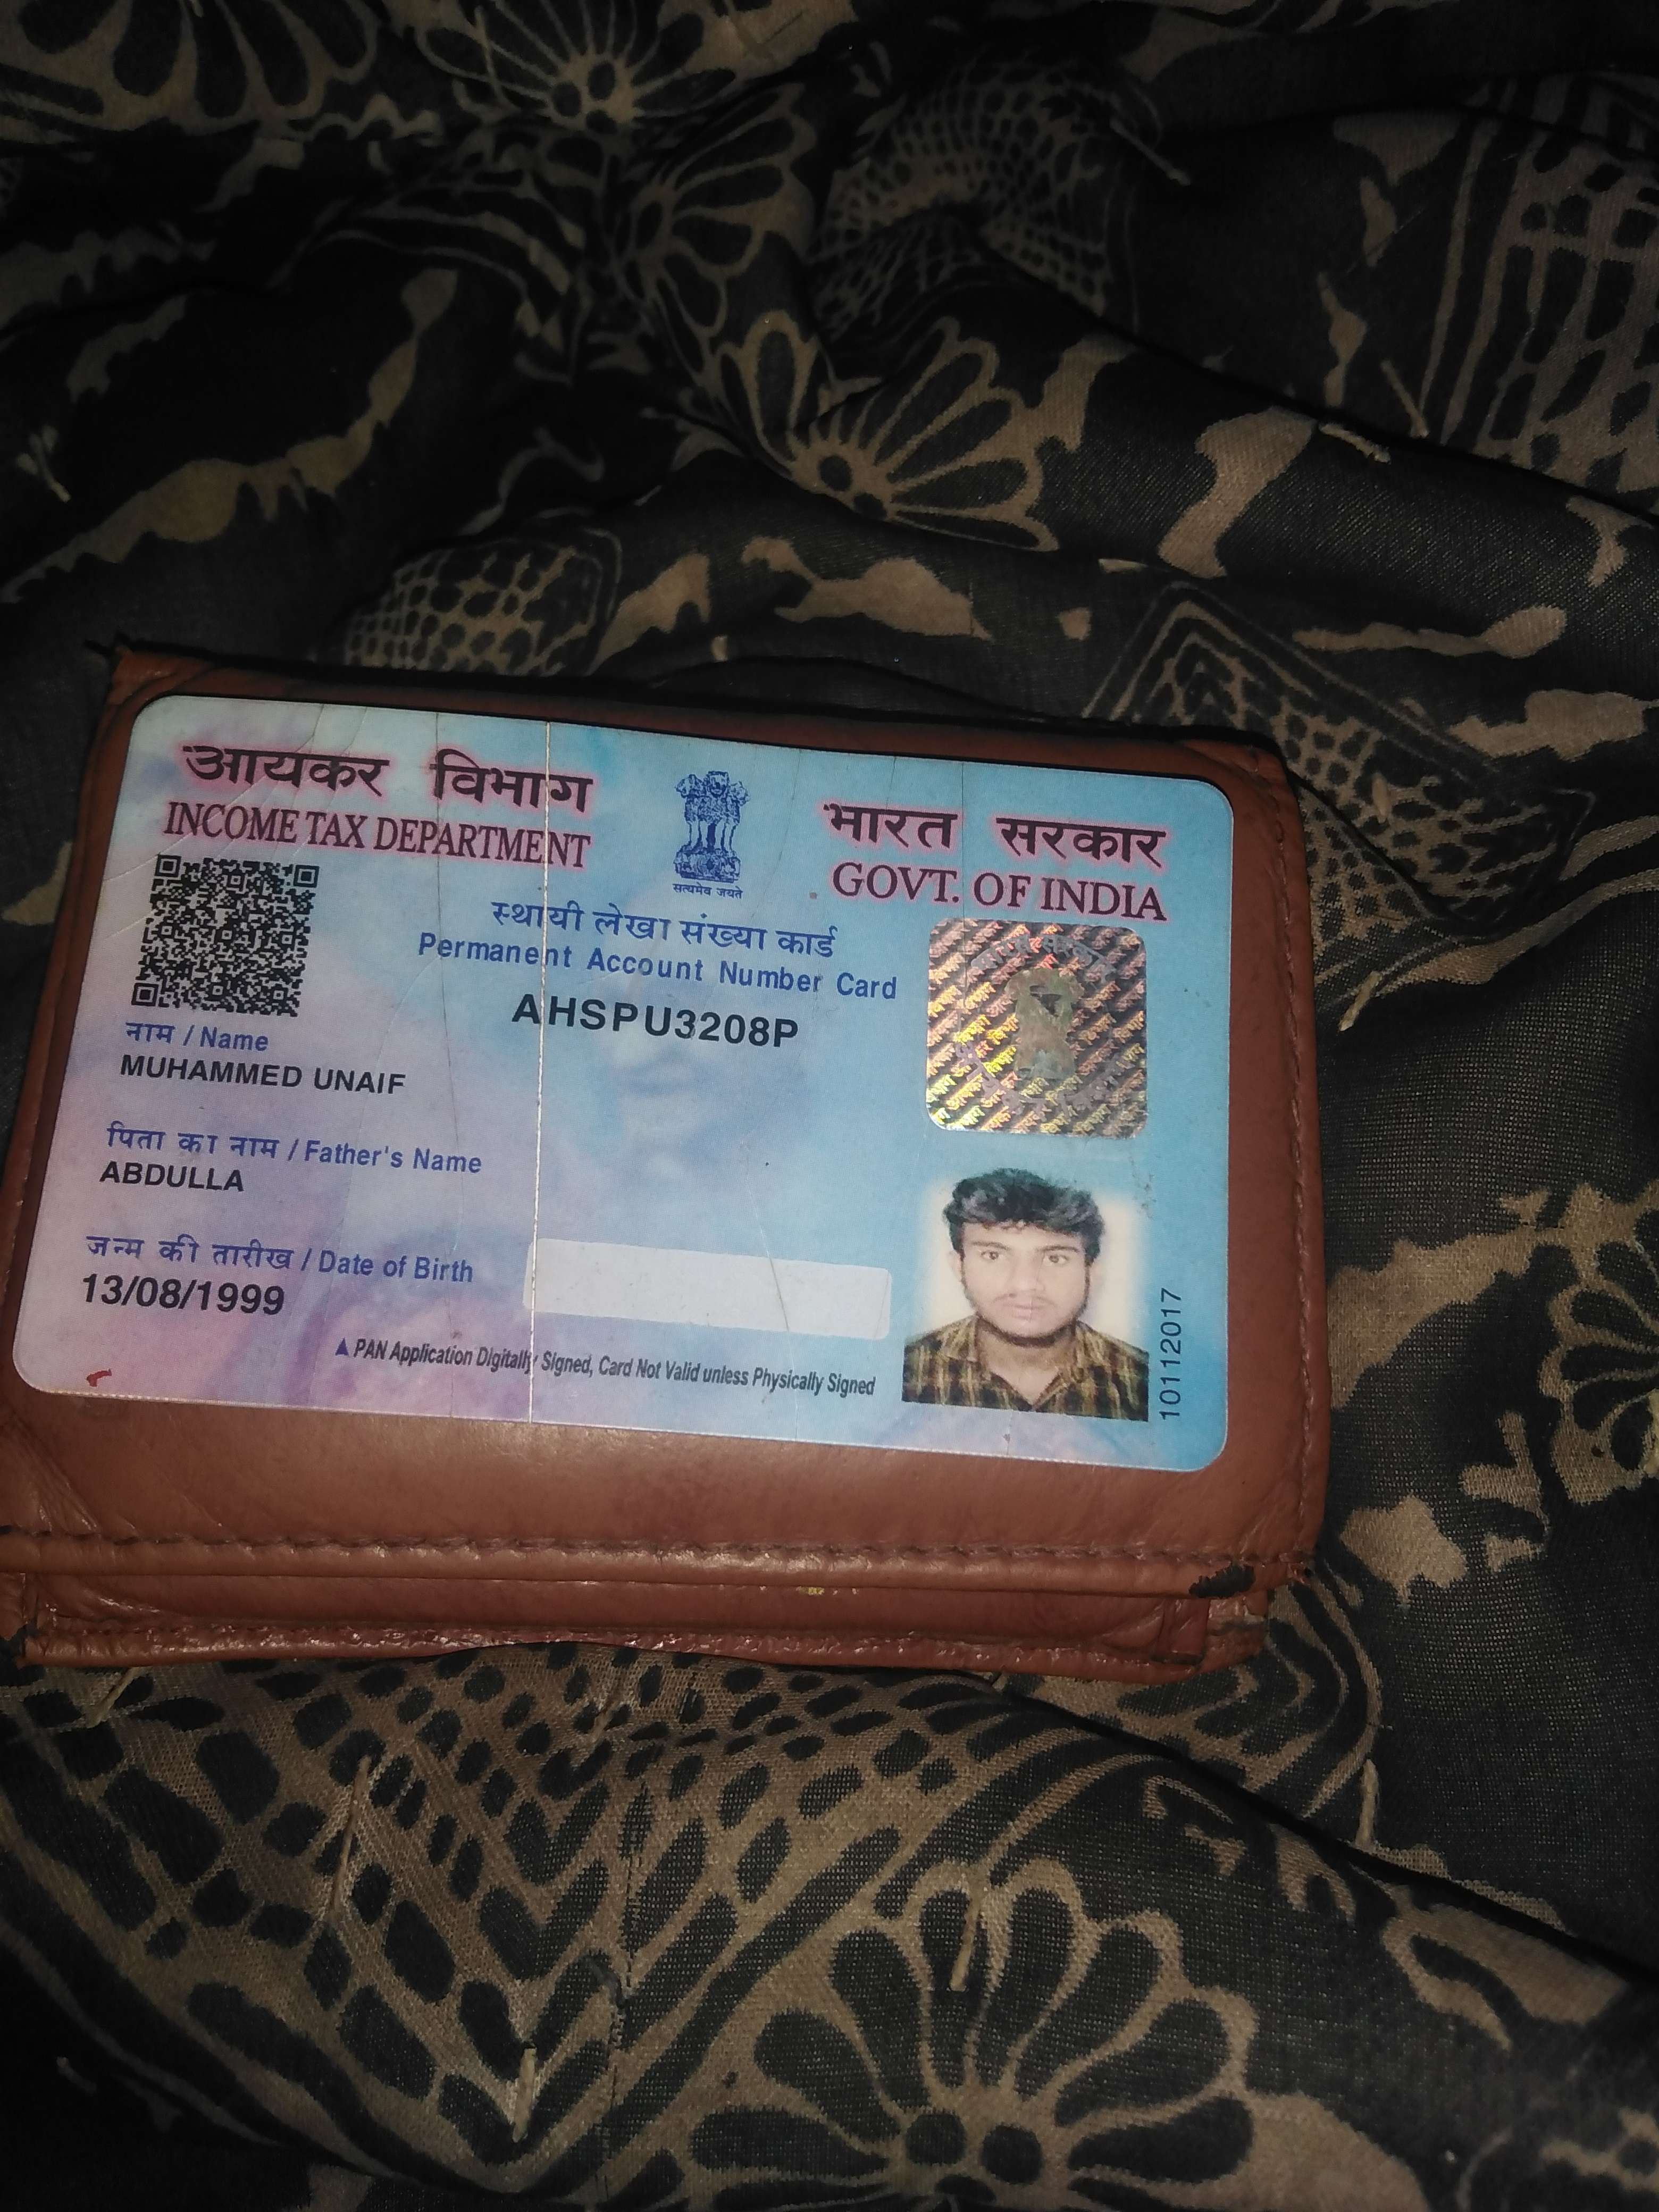 आयकर विभाग
INCOME TAX DEPARTMENT
सत्यमेव जयते
भारत सरकार
GOVT. OF INDIA
स्थायी लेखा संख्या कार्ड
Permanent Account Number Card
AHSPU3208P
नाम / Name
MUHAMMED UNAIF
पिता का नाम / Father's Name
ABDULLA
जन्म की तारीख / Date of Birth
13/08/1999
PAN Application Digitally Signed, Card Not Valid unless Physically Signed
10112017